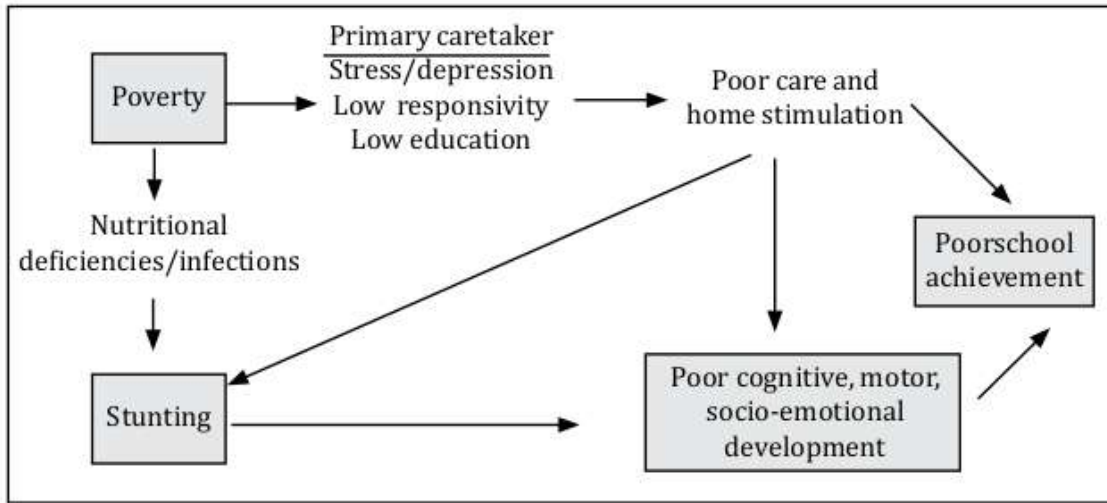 Primary caretaker
Stress/depression
Low responsivity
Low education
Poverty
Poor care and
home stimulation
Nutritional
deficiencies/infections
Poorschool
achievement
Stunting
Poor cognitive, motor,
socio-emotional
development